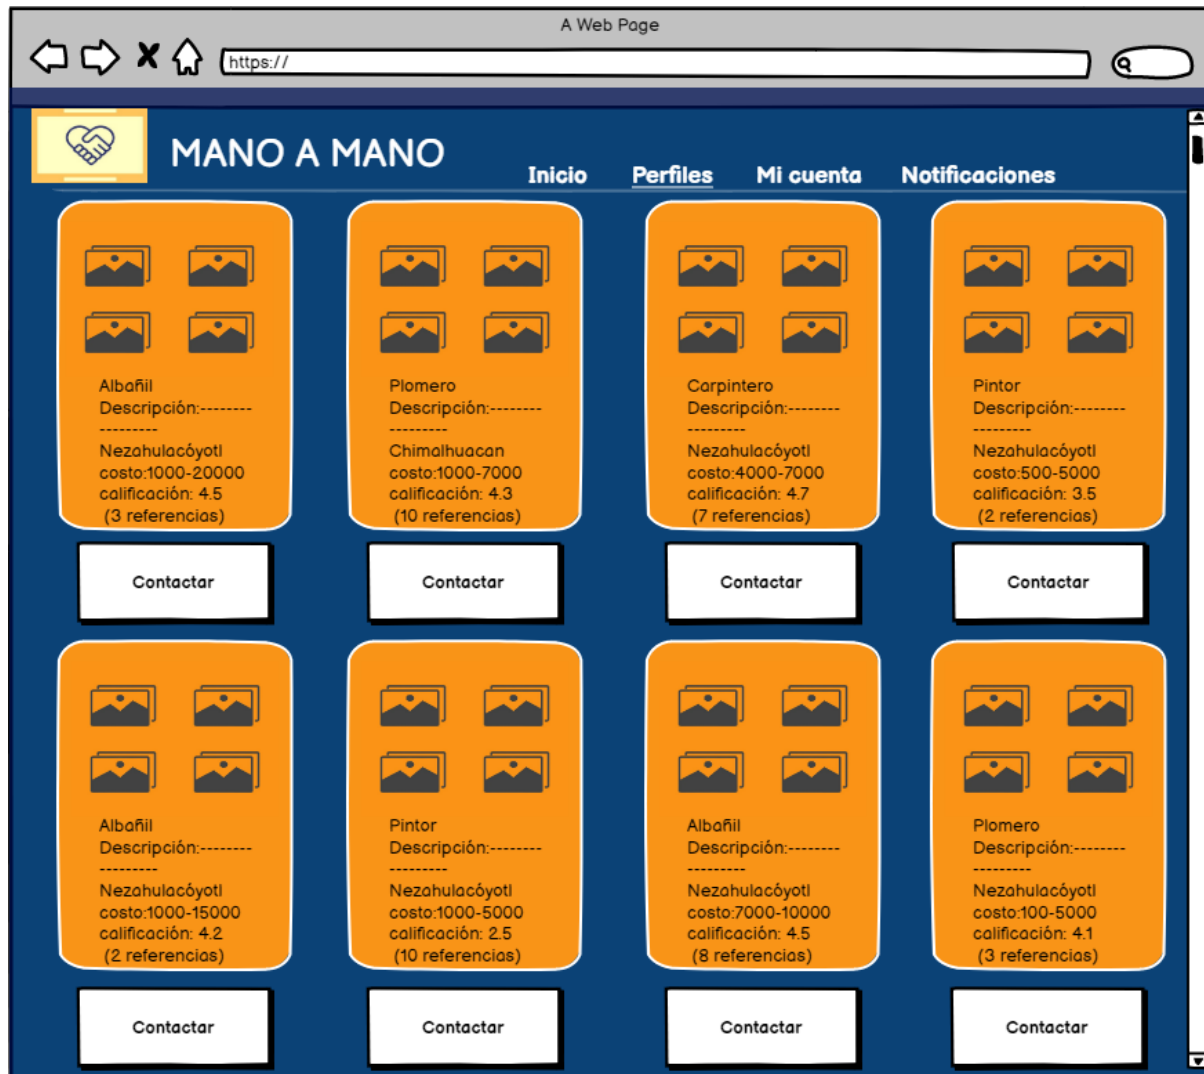 A Web Page
https://
MANO A MANO
Inicio Perfiles Mi cuenta Notificaciones
Albañil
Descripción:--------
---------
Nezahulacóyotl
costo:1000-20000
calificación: 4.5
(3 referencias)
Plomero
Descripción:--------
---------
Chimalhuacan
costo:1000-7000
calificación: 4.3
(10 referencias)
Carpintero
Descripción:--------
---------
Nezahulacóyotl
costo:4000-7000
calificación: 4.7
(7 referencias)
Pintor
Descripción:--------
---------
Nezahulacóyotl
costo:500-5000
calificación: 3.5
(2 referencias)
Contactar
Contactar
Contactar
Contactar
Albañil
Descripción:--------
---------
Nezahulacóyotl
costo:1000-15000
calificación: 4.2
(2 referencias)
Pintor
Descripción:--------
---------
Nezahulacóyotl
costo:1000-5000
calificación: 2.5
(10 referencias)
Albañil
Descripción:--------
---------
Nezahulacóyotl
costo:7000-10000
calificación: 4.5
(8 referencias)
Plomero
Descripción:--------
---------
Nezahulacóyotl
costo:100-5000
calificación: 4.1
(3 referencias)
Contactar
Contactar
Contactar
Contactar